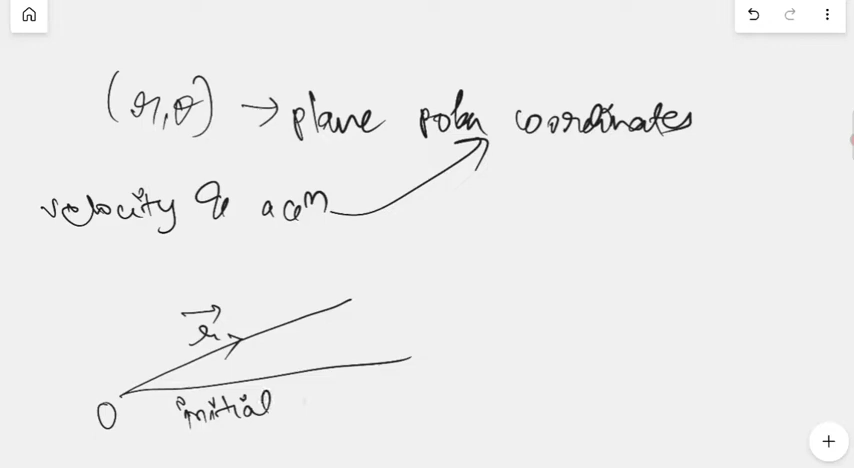 (r, θ) → plane polar coordinates
velocity & accⁿ
r
O
initial